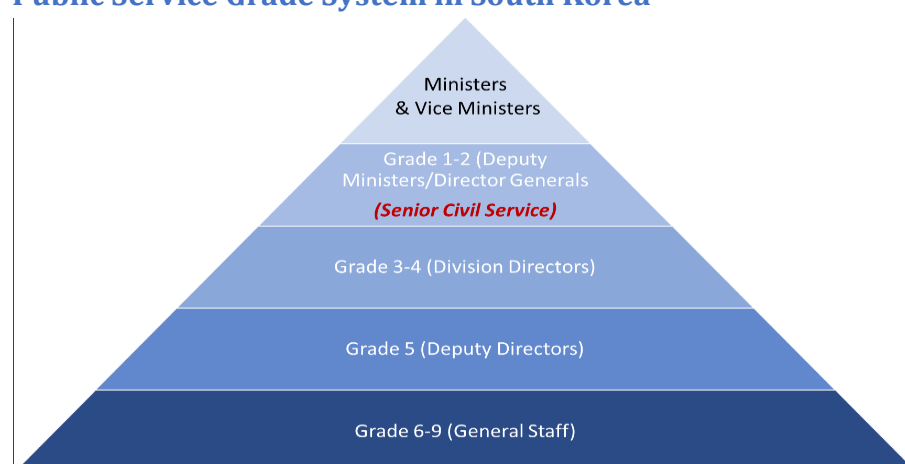 Public Service Grade System in South Korea
Ministers
& Vice Ministers
Grade 1-2 (Deputy
Ministers/Director Generals
(Senior Civil Service)
Grade 3-4 (Division Directors)
Grade 5 (Deputy Directors)
Grade 6-9 (General Staff)